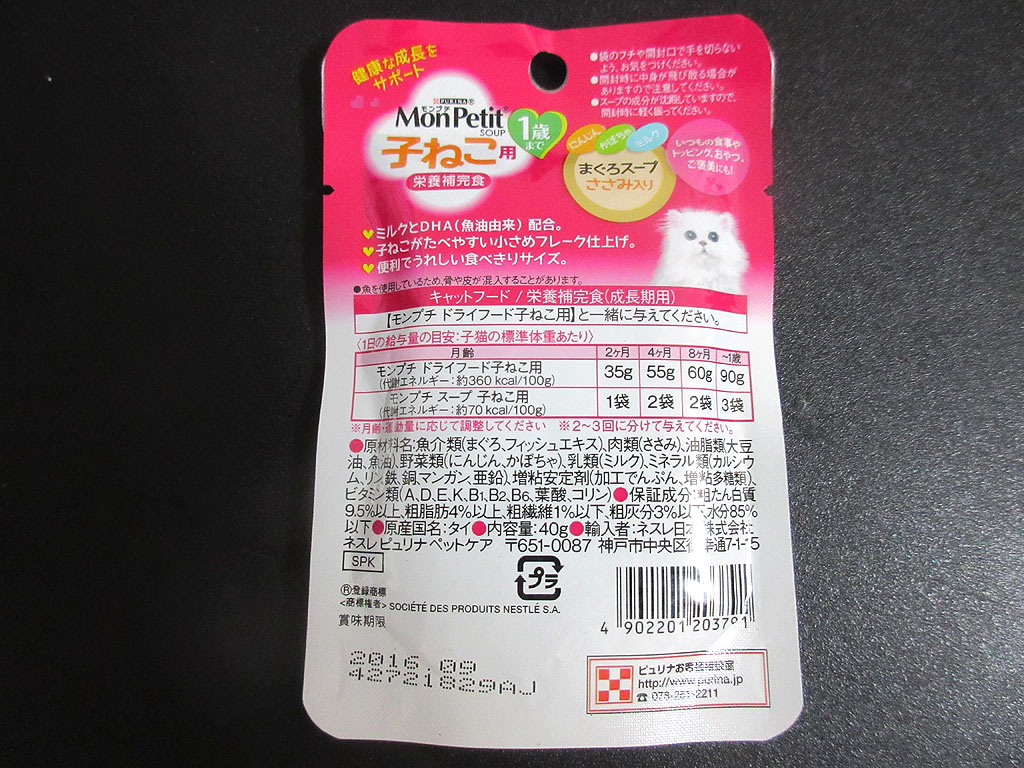 健康な成長を
サポート
PURINA®
モンプチ
MonPetit®
SOUP
子ねこ用
栄養補完食
1歳
まで
●袋のフチや開封口で手を切らない
よう、お気をつけください。
●開封時に中身が飛び散る場合が
ありますので注意してください。
●スープの成分が沈殿していますので、
開封時に軽く振ってください。
にんじん
かぼちゃ
ミルク
まぐろスープ
ささみ入り
いつもの食事や
トッピング、おやつ、
ご褒美にも!
ミルクとDHA(魚油由来)配合。
子ねこがたべやすい小さめフレーク仕上げ。
便利でうれしい食べきりサイズ。
●魚を使用しているため、骨や皮が混入することがあります。
キャットフード/栄養補完食(成長期用)
【モンプチ ドライフード子ねこ用】と一緒に与えてください。
〈1日の給与量の目安:子猫の標準体重あたり〉
月齢 2ヶ月 4ヶ月 8ヶ月 ~1歳
モンプチ ドライフード子ねこ用
(代謝エネルギー:約360kcal/100g) 35g 55g 60g 90g
モンプチ スープ 子ねこ用
(代謝エネルギー:約70kcal/100g) 1袋 2袋 2袋 3袋
※月齢・運動量に応じて調整してください ※2~3回に分けて与えてください。
●原材料名:魚介類(まぐろ、フィッシュエキス)、肉類(ささみ)、油脂類(大豆
油、魚油)、野菜類(にんじん、かぼちゃ)、乳類(ミルク)、ミネラル類(カルシウ
ム、リン、鉄、銅、マンガン、亜鉛)、増粘安定剤(加工でんぷん、増粘多糖類)、
ビタミン類(A、D、E、K、B1、B2、B6、葉酸、コリン)●保証成分:粗たん白質
9.5%以上、粗脂肪4%以上、粗繊維1%以下、粗灰分3%以下、水分85%
以下●原産国名:タイ●内容量:40g●輸入者:ネスレ日本株式会社
ネスレ ピュリナ ペットケア 〒651-0087 神戸市中央区御幸通7-1-15
SPK
プラ
®登録商標
<商標権者>SOCIÉTÉ DES PRODUITS NESTLÉ S.A.
賞味期限
4 902201 203791
2016.09
42721829AJ
ピュリナお客様相談室
http://www.purina.jp
☎ 078-251-2211